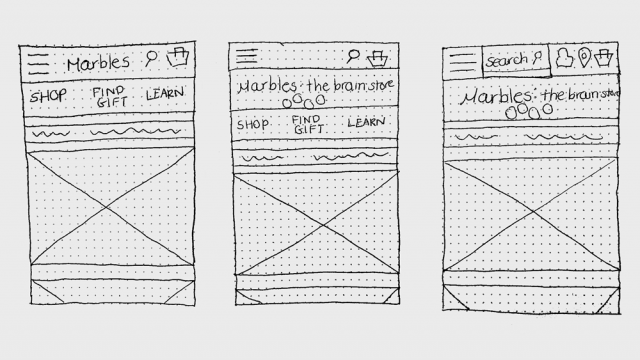 Marbles
SHOP
FIND
GIFT
LEARN
Marbles: the brain store
SHOP
FIND
GIFT
LEARN
search
Marbles: the brain store